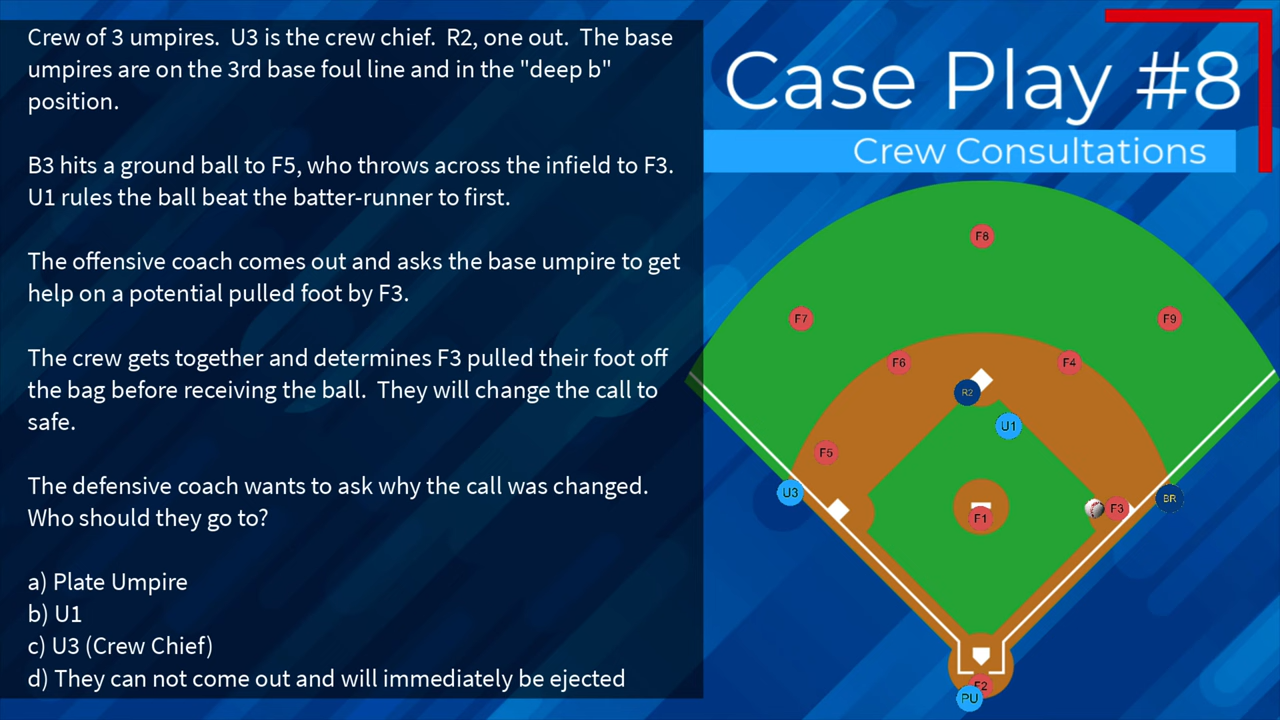 Crew of 3 umpires.  U3 is the crew chief.  R2, one out.  The base
umpires are on the 3rd base foul line and in the "deep b"
position.
B3 hits a ground ball to F5, who throws across the infield to F3.
U1 rules the ball beat the batter-runner to first.
The offensive coach comes out and asks the base umpire to get
help on a potential pulled foot by F3.
The crew gets together and determines F3 pulled their foot off
the bag before receiving the ball.  They will change the call to
safe.
The defensive coach wants to ask why the call was changed.
Who should they go to?
a) Plate Umpire
b) U1
c) U3 (Crew Chief)
d) They can not come out and will immediately be ejected
Case Play #8
Crew Consultations
F8
F7
F9
F6
F4
R2
U1
F5
U3
BR
F3
F1
F2
PU